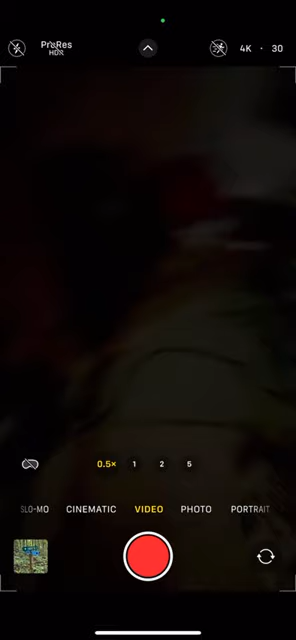 ProRes
HDR
4K · 30
0.5×
1
2
5
SLO-MO
CINEMATIC
VIDEO
PHOTO
PORTRAIT